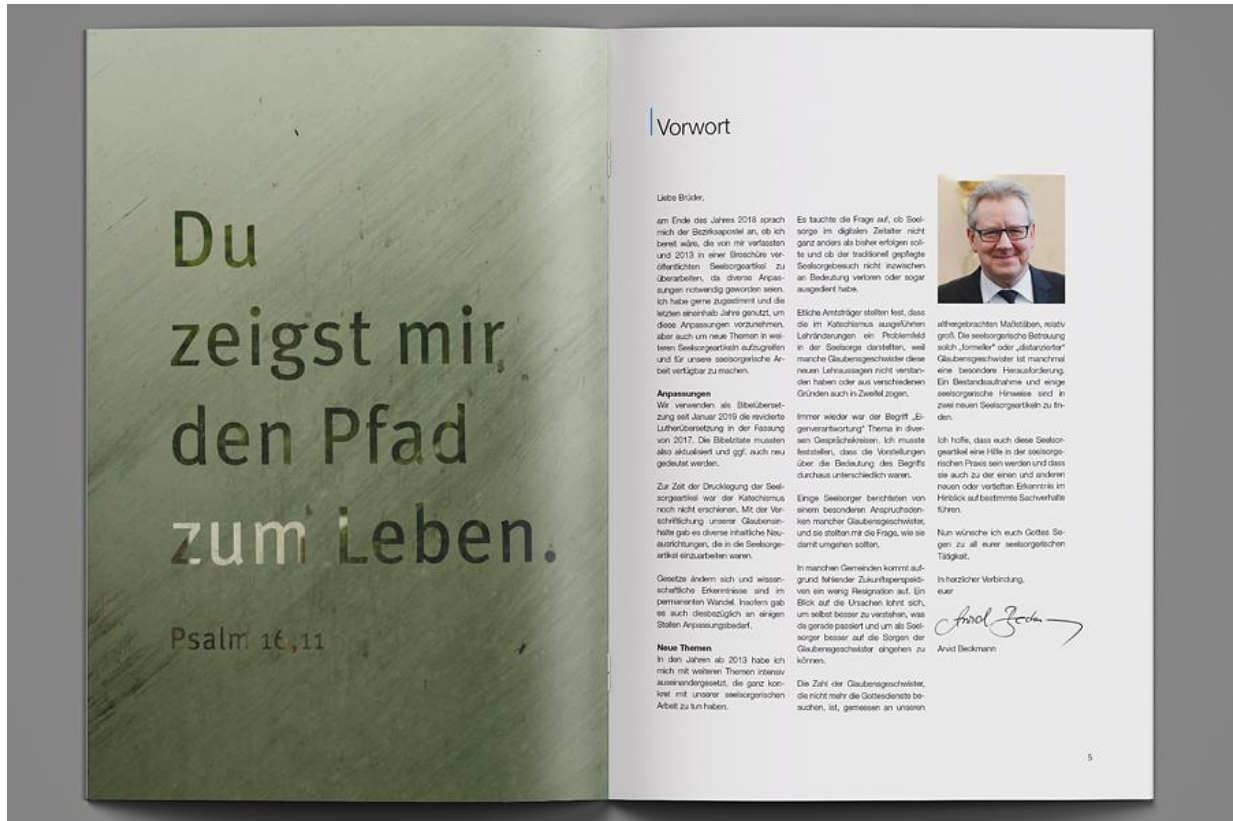 Du
zeigst mir
den Pfad
zum Leben.
Psalm 16,11
Vorwort
Liebe Brüder,
am Ende des Jahres 2018 sprach
mich der Bezirksapostel an, ob ich
bereit wäre, die von mir verfassten
und 2013 in einer Broschüre ver-
öffentlichten Seelsorgeartikel zu
überarbeiten, da diverse Anpas-
sungen notwendig geworden seien.
Ich habe gerne zugestimmt und die
letzten eineinhalb Jahre genutzt, um
diese Anpassungen vorzunehmen,
aber auch um neue Themen in wei-
teren Seelsorgeartikeln aufzugreifen
und für unsere seelsorgerische Ar-
beit verfügbar zu machen.
Anpassungen
Wir verwenden als Bibelüberset-
zung seit Januar 2019 die revidierte
Lutherübersetzung in der Fassung
von 2017. Die Bibelzitate mussten
also aktualisiert und ggf. auch neu
gedeutet werden.
Zur Zeit der Drucklegung der Seel-
sorgeartikel war der Katechismus
noch nicht erschienen. Mit der Ver-
schriftlichung unserer Glaubensin-
halte gab es diverse inhaltliche Neu-
ausrichtungen, die in die Seelsorge-
artikel einzuarbeiten waren.
Gesetze ändern sich und wissen-
schaftliche Erkenntnisse sind im
permanenten Wandel. Insofern gab
es auch diesbezüglich an einigen
Stellen Anpassungsbedarf.
Neue Themen
In den Jahren ab 2013 habe ich
mich mit weiteren Themen intensiv
auseinandergesetzt, die ganz kon-
kret mit unserer seelsorgerischen
Arbeit zu tun haben.
Es tauchte die Frage auf, ob Seel-
sorge im digitalen Zeitalter nicht
ganz anders als bisher erfolgen soll-
te und ob der traditionell gepflegte
Seelsorgebesuch nicht inzwischen
an Bedeutung verloren oder sogar
ausgedient habe.
Etliche Amtsträger stellten fest, dass
die im Katechismus ausgeführten
Lehränderungen ein Problemfeld
in der Seelsorge darstellten, weil
manche Glaubensgeschwister diese
neuen Lehraussagen nicht verstan-
den haben oder aus verschiedenen
Gründen auch in Zweifel zogen.
Immer wieder war der Begriff „Ei-
genverantwortung“ Thema in diver-
sen Gesprächskreisen. Ich musste
feststellen, dass die Vorstellungen
über die Bedeutung des Begriffs
durchaus unterschiedlich waren.
Einige Seelsorger berichteten von
einem besonderen Anspruchsden-
ken mancher Glaubensgeschwister,
und sie stellten mir die Frage, wie sie
damit umgehen sollten.
In manchen Gemeinden kommt auf-
grund fehlender Zukunftsperspekti-
ven ein wenig Resignation auf. Ein
Blick auf die Ursachen lohnt sich,
um selbst besser zu verstehen, was
da gerade passiert und um als Seel-
sorger besser auf die Sorgen der
Glaubensgeschwister eingehen zu
können.
Die Zahl der Glaubensgeschwister,
die nicht mehr die Gottesdienste be-
suchen, ist, gemessen an unseren
althergebrachten Maßstäben, relativ
groß. Die seelsorgerische Betreuung
solch „formeller“ oder „distanzierter“
Glaubensgeschwister ist manchmal
eine besondere Herausforderung.
Ein Bestandsaufnahme und einige
seelsorgerische Hinweise sind in
zwei neuen Seelsorgeartikeln zu fin-
den.
Ich hoffe, dass euch diese Seelsor-
geartikel eine Hilfe in der seelsorge-
rischen Praxis sein werden und dass
sie auch zu der einen und anderen
neuen oder vertieften Erkenntnis im
Hinblick auf bestimmte Sachverhalte
führen.
Nun wünsche ich euch Gottes Se-
gen zu all eurer seelsorgerischen
Tätigkeit.
In herzlicher Verbindung,
euer
Arvid Beckmann
Arvid Beckmann
5